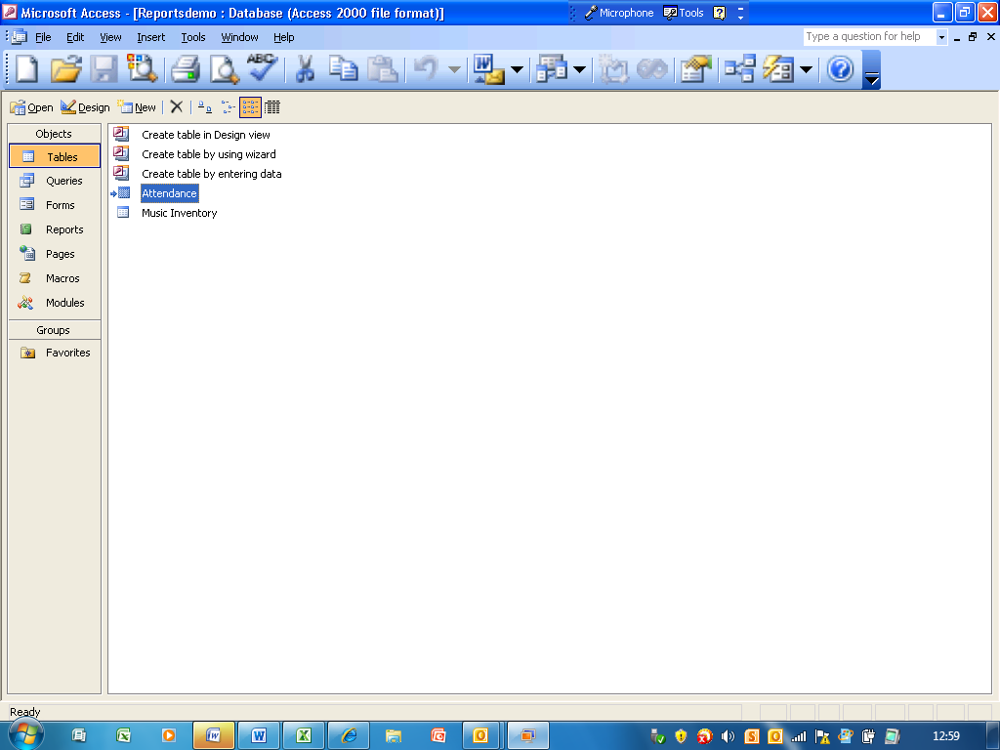 Microsoft Access - [Reportsdemo : Database (Access 2000 file format)]
Microphone Tools ?
File Edit View Insert Tools Window Help
Type a question for help
ABC
W
?
Open Design New
Objects
Tables
Queries
Forms
Reports
Pages
Macros
Modules
Groups
Favorites
Create table in Design view
Create table by using wizard
Create table by entering data
Attendance
Music Inventory
Ready
12:59